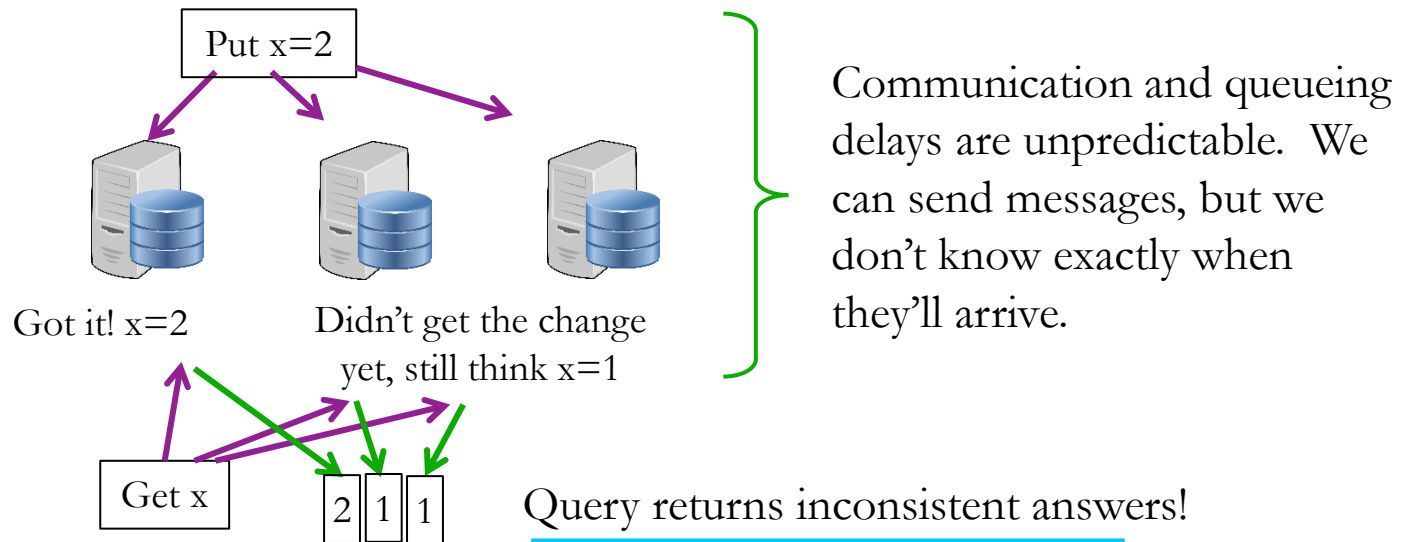 Put x=2
Communication and queueing
delays are unpredictable. We
can send messages, but we
don't know exactly when
they'll arrive.
Got it! x=2
Didn't get the change
yet, still think x=1
Get x
2 1 1
Query returns inconsistent answers!